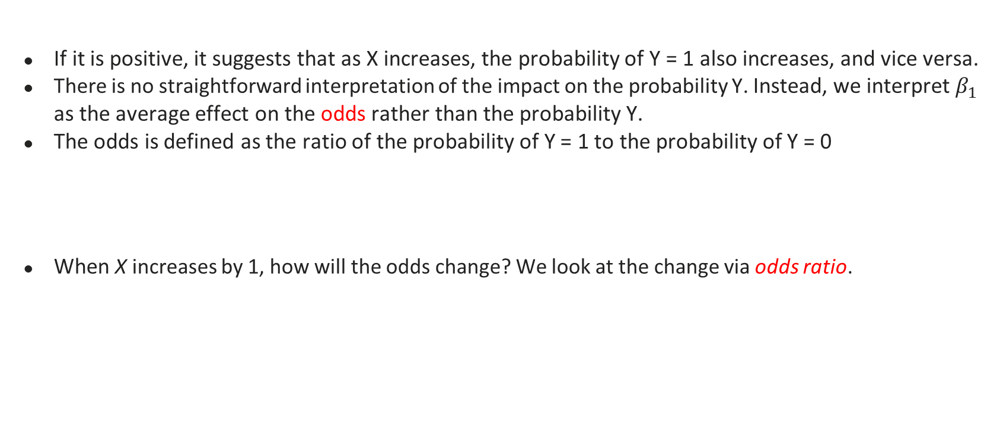 • If it is positive, it suggests that as X increases, the probability of Y = 1 also increases, and vice versa.
• There is no straightforward interpretation of the impact on the probability Y. Instead, we interpret β₁
as the average effect on the odds rather than the probability Y.
• The odds is defined as the ratio of the probability of Y = 1 to the probability of Y = 0
• When X increases by 1, how will the odds change? We look at the change via odds ratio.